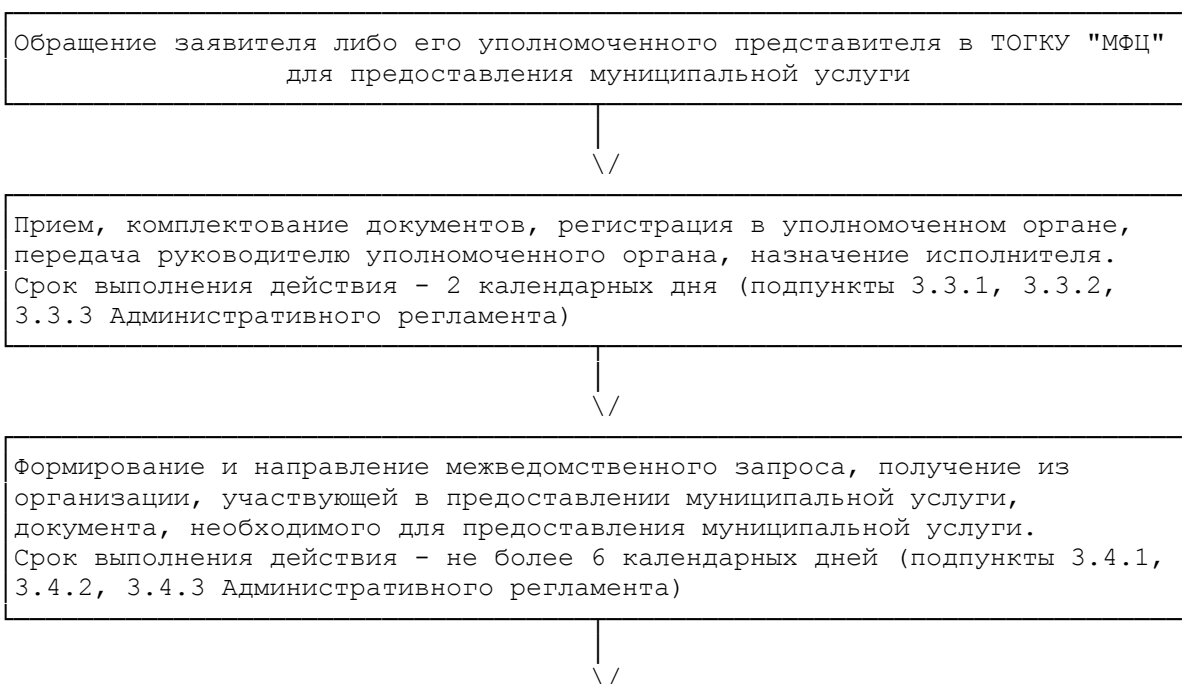 Обращение заявителя либо его уполномоченного представителя в ТОГКУ "МФЦ"
для предоставления муниципальной услуги
Прием, комплектование документов, регистрация в уполномоченном органе,
передача руководителю уполномоченного органа, назначение исполнителя.
Срок выполнения действия - 2 календарных дня (подпункты 3.3.1, 3.3.2,
3.3.3 Административного регламента)
Формирование и направление межведомственного запроса, получение из
организации, участвующей в предоставлении муниципальной услуги,
документа, необходимого для предоставления муниципальной услуги.
Срок выполнения действия - не более 6 календарных дней (подпункты 3.4.1,
3.4.2, 3.4.3 Административного регламента)